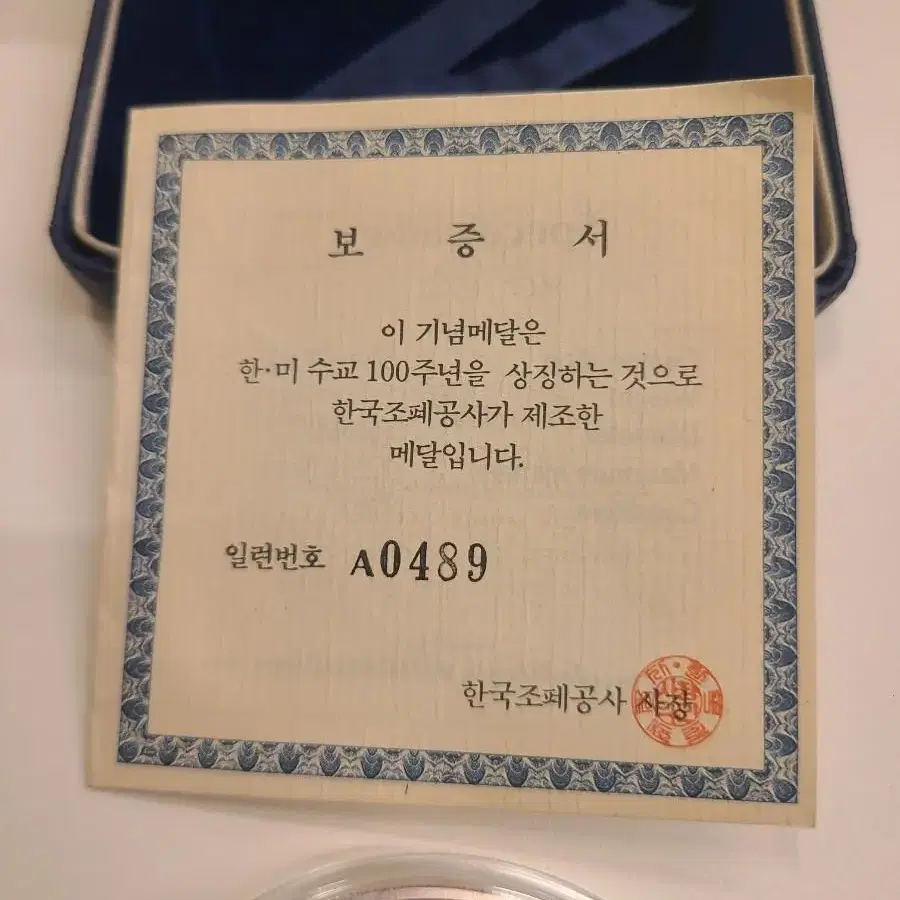 보 증 서
이 기념메달은
한·미 수교 100주년을 상징하는 것으로
한국조폐공사가 제조한
메달입니다.
일련번호 A0489
한국조폐공사 사장